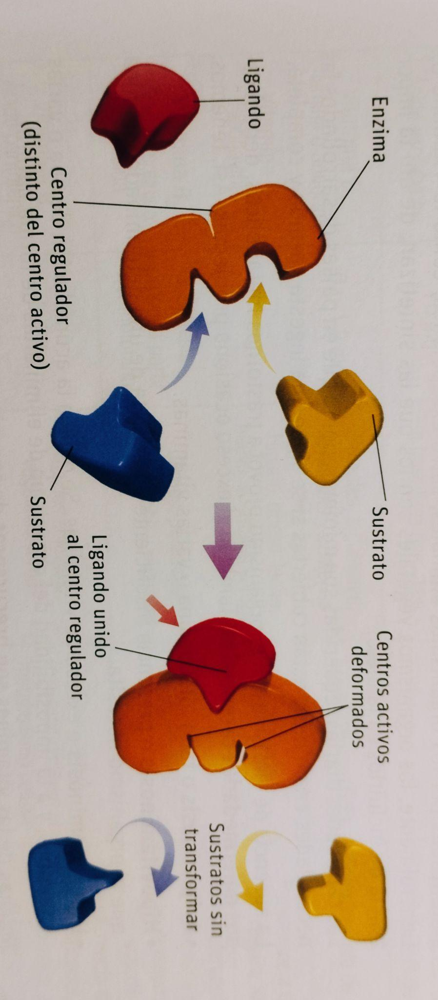 Enzima
Ligando
Centro regulador
(distinto del centro activo)
Sustrato
Sustrato
Ligando unido
al centro regulador
Centros activos
deformados
Sustratos sin
transformar